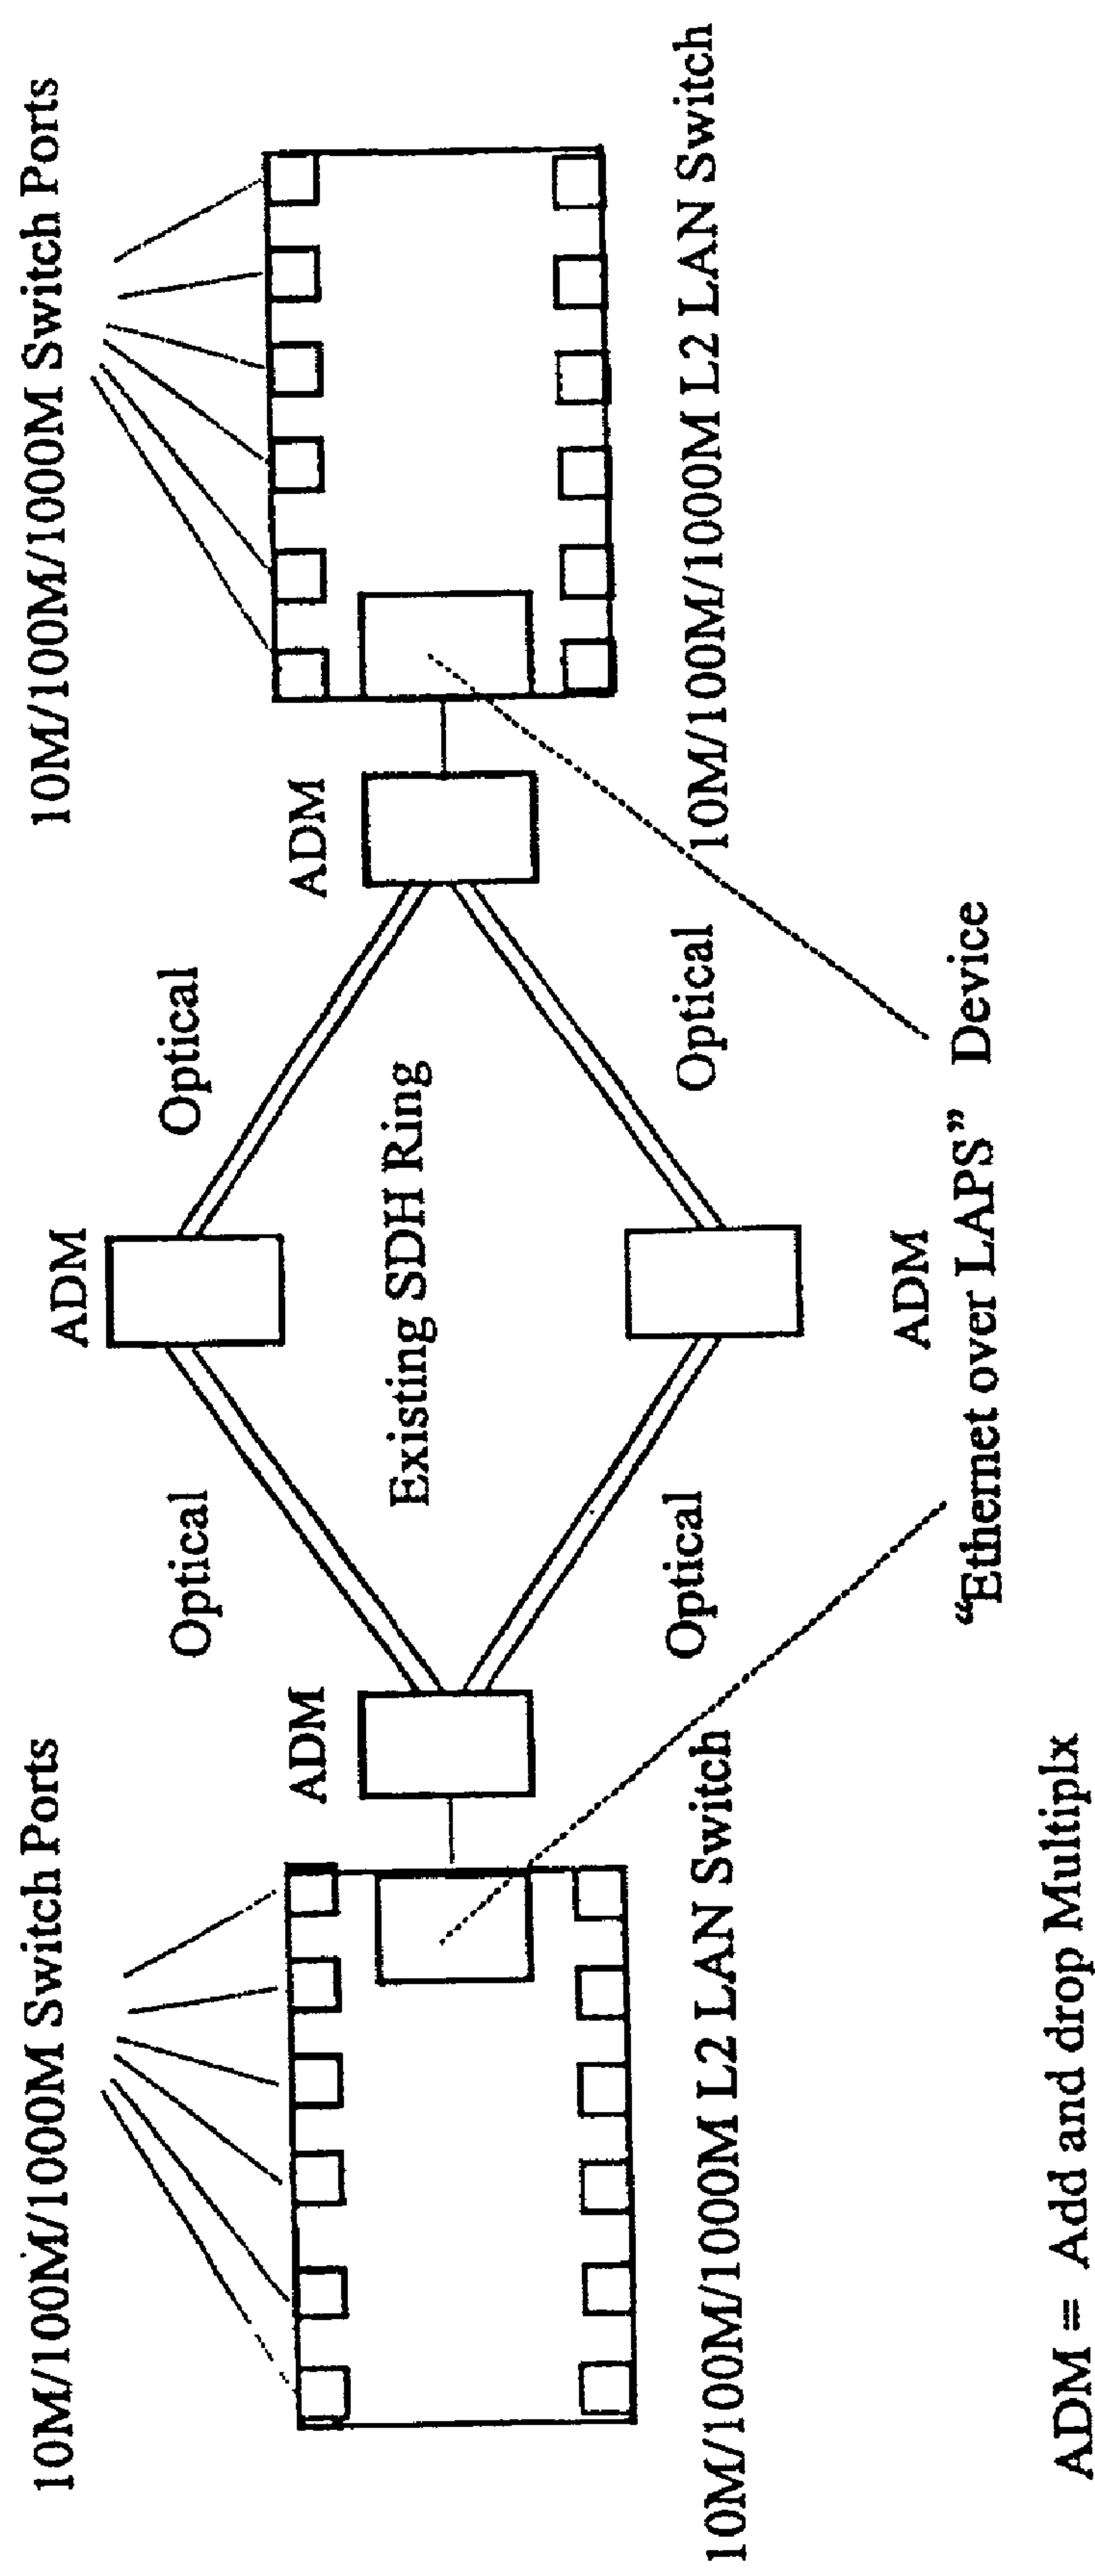 10M/100M/1000M Switch Ports
10M/100M/1000M Switch Ports
ADM
Optical
Optical
ADM
ADM
Existing SDH Ring
Optical
Optical
10M/100M/1000M L2 LAN Switch
10M/100M/1000M L2 LAN Switch
ADM
“Ethernet over LAPS” Device
ADM = Add and drop Multiplx